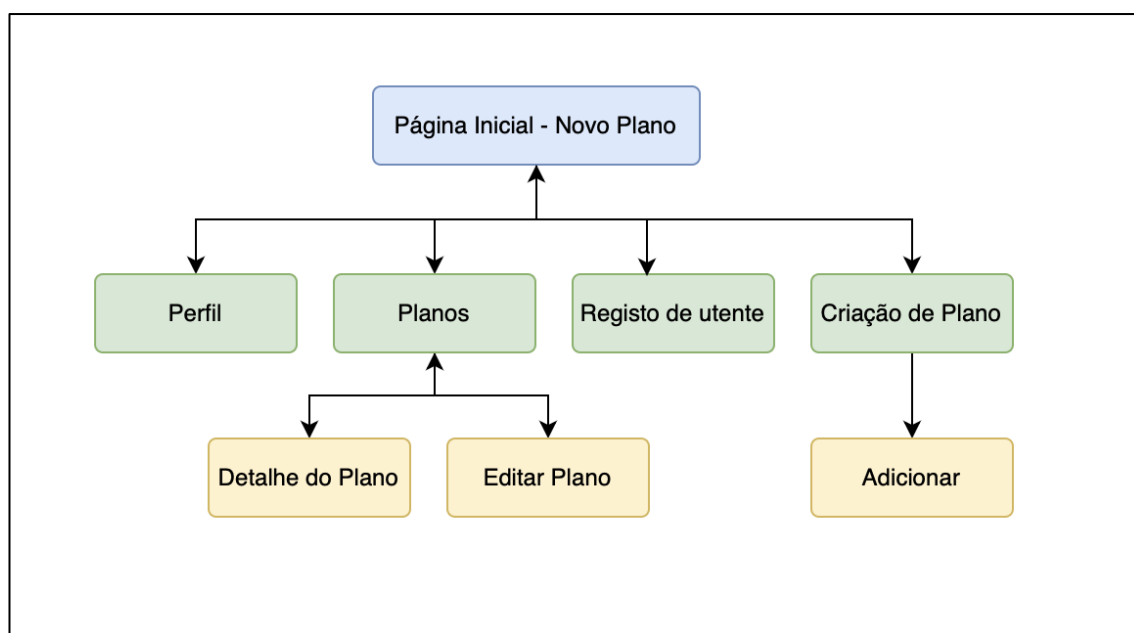 Página Inicial - Novo Plano
Perfil
Planos
Registo de utente
Criação de Plano
Detalhe do Plano
Editar Plano
Adicionar